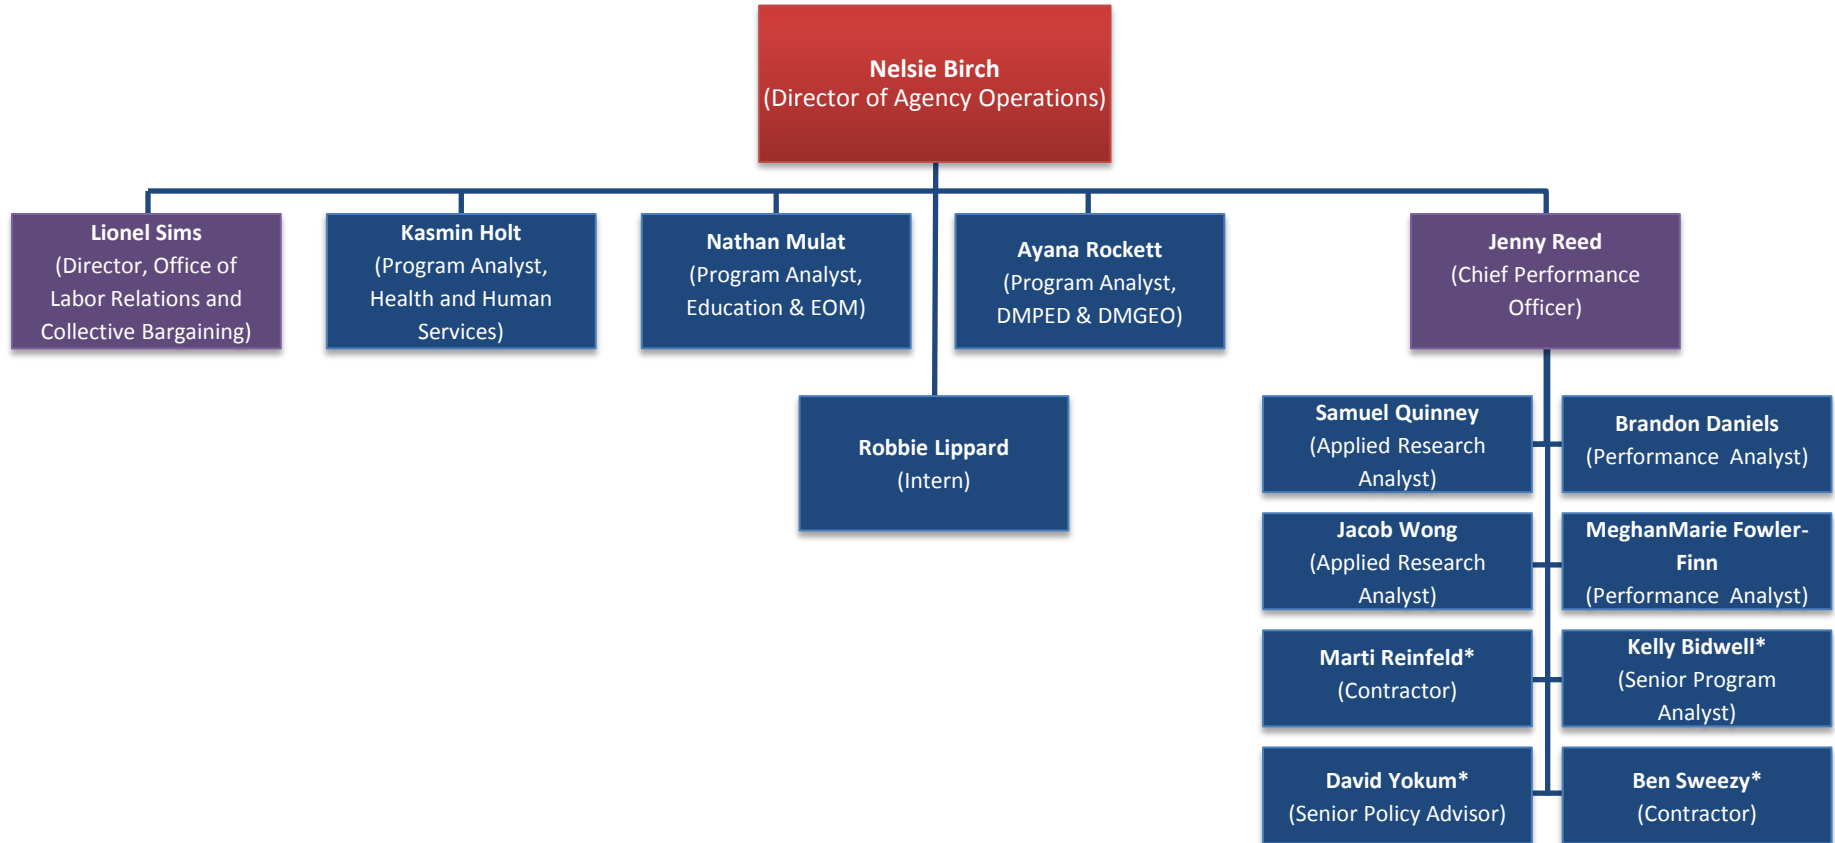 Nelsie Birch
(Director of Agency Operations)
Lionel Sims
(Director, Office of
Labor Relations and
Collective Bargaining)
Kasmin Holt
(Program Analyst,
Health and Human
Services)
Nathan Mulat
(Program Analyst,
Education & EOM)
Ayana Rockett
(Program Analyst,
DMPED & DMGEO)
Jenny Reed
(Chief Performance
Officer)
Robbie Lippard
(Intern)
Samuel Quinney
(Applied Research
Analyst)
Brandon Daniels
(Performance Analyst)
Jacob Wong
(Applied Research
Analyst)
MeghanMarie Fowler-
Finn
(Performance Analyst)
Marti Reinfeld*
(Contractor)
Kelly Bidwell*
(Senior Program
Analyst)
David Yokum*
(Senior Policy Advisor)
Ben Sweezy*
(Contractor)